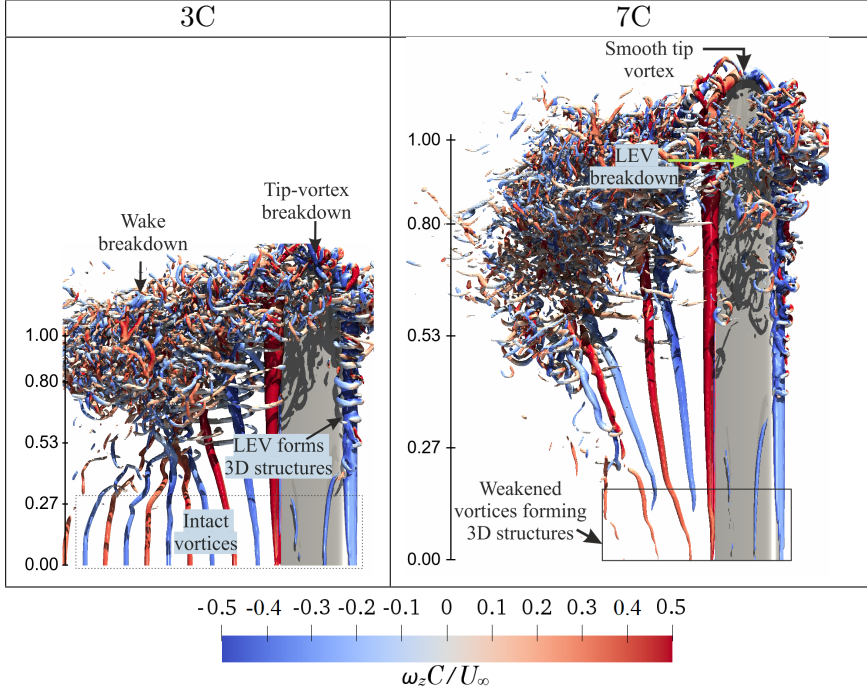 3C
7C
Smooth tip
vortex
1.00
LEV
breakdown
0.80
0.53
0.27
Weakened
vortices forming
3D structures
0.00
Tip-vortex
breakdown
Wake
breakdown
1.00
0.80
0.53
LEV forms
3D structures
0.27
Intact
vortices
0.00
-0.5 -0.4 -0.3 -0.2 -0.1 0 0.1 0.2 0.3 0.4 0.5
ω_zC/U_∞